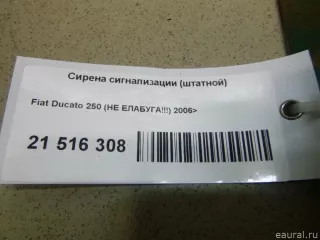 Сирена сигнализации (штатной)
Fiat Ducato 250 (НЕ ЕЛАБУГА!!!) 2006>
21 516 308
eaural.ru